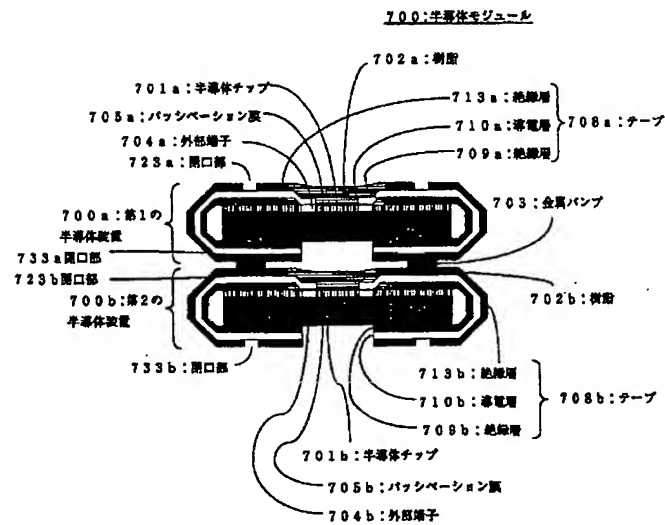 700:半導体モジュール
702a:樹脂
701a:半導体チップ
705a:パッシベーション膜
704a:外部端子
723a:開口部
713a:絶縁層
710a:導電層
709a:絶縁層
708a:テープ
700a:第1の
半導体装置
703:金属バンプ
733a開口部
723b開口部
700b:第2の
半導体装置
702b:樹脂
733b:開口部
713b:絶縁層
710b:導電層
709b:絶縁層
708b:テープ
701b:半導体チップ
705b:パッシベーション膜
704b:外部端子